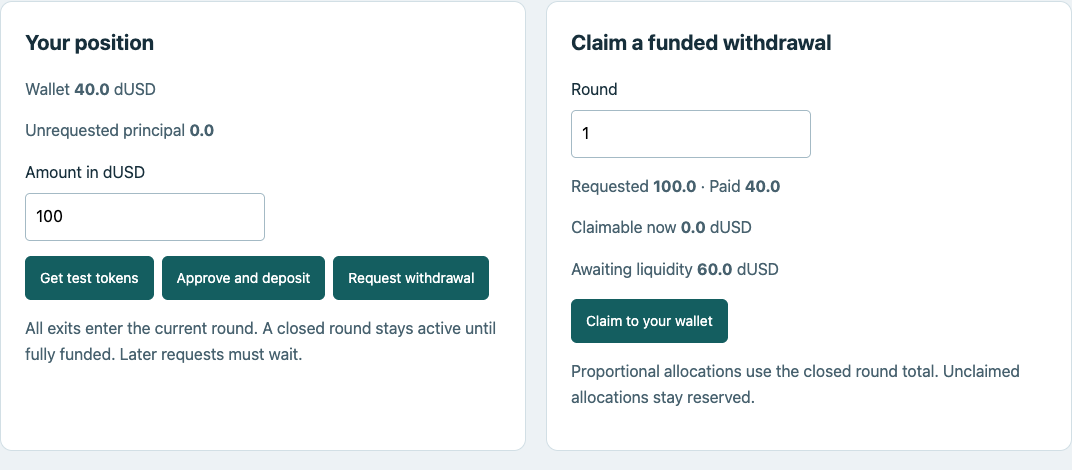 Your position
Wallet 40.0 dUSD
Unrequested principal 0.0
Amount in dUSD
100
Get test tokens
Approve and deposit
Request withdrawal
All exits enter the current round. A closed round stays active until
fully funded. Later requests must wait.
Claim a funded withdrawal
Round
1
Requested 100.0 · Paid 40.0
Claimable now 0.0 dUSD
Awaiting liquidity 60.0 dUSD
Claim to your wallet
Proportional allocations use the closed round total. Unclaimed
allocations stay reserved.